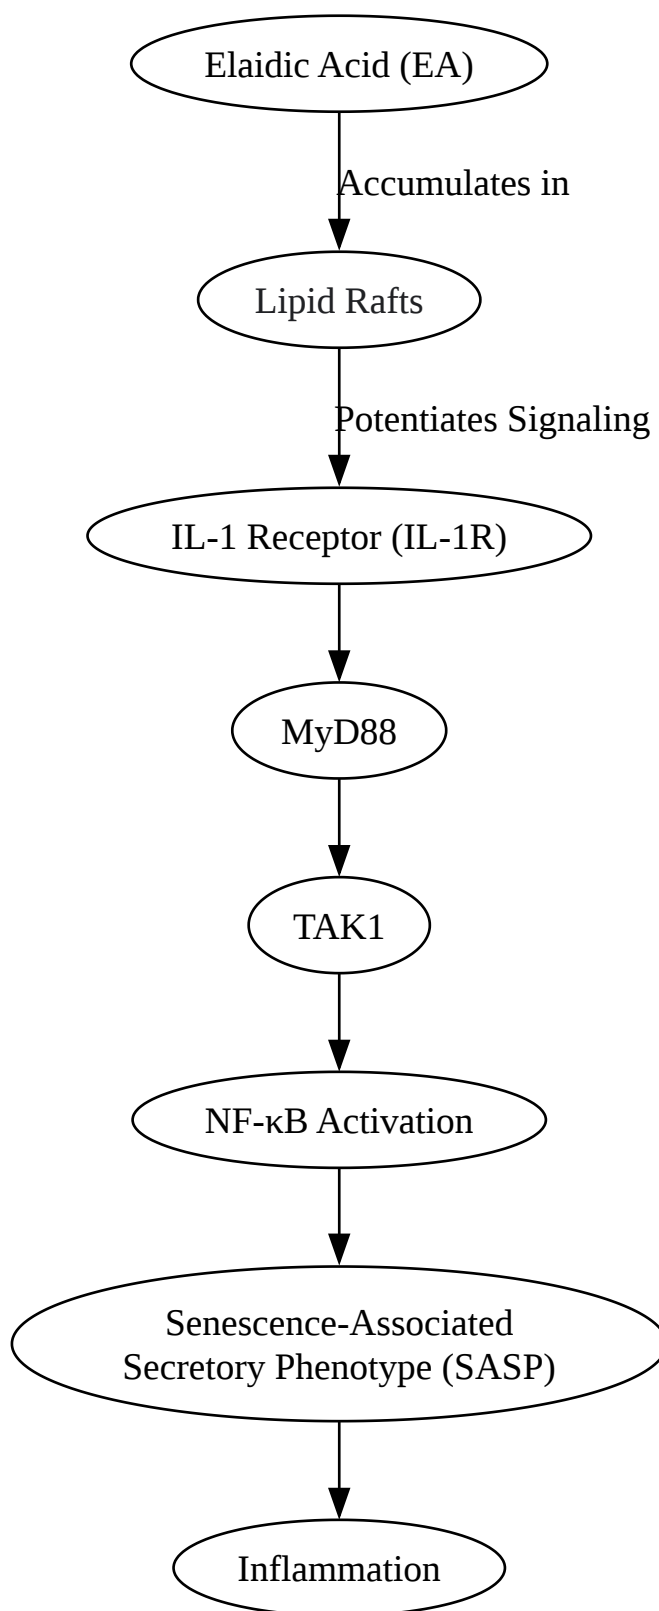 Elaidic Acid (EA)
Accumulates in
Lipid Rafts
Potentiates Signaling
IL-1 Receptor (IL-1R)
MyD88
TAK1
NF-κB Activation
Senescence-Associated
Secretory Phenotype (SASP)
Inflammation